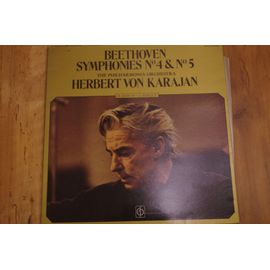 BEETHOVEN
SYMPHONIES Nº4 & Nº5
THE PHILHARMONIA ORCHESTRA
HERBERT VON KARAJAN